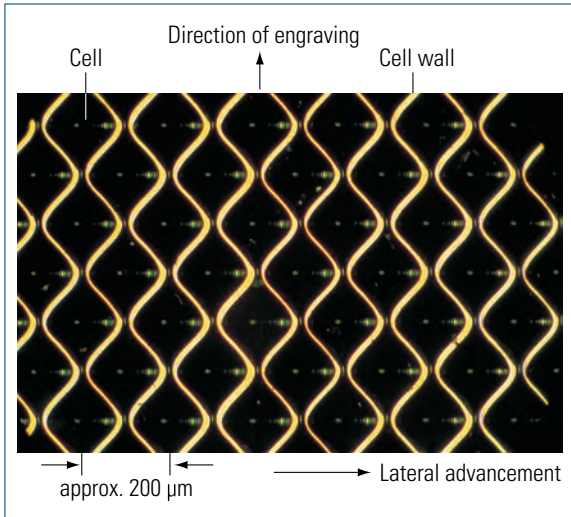 Direction of engraving
Cell
Cell wall
approx. 200 µm
Lateral advancement